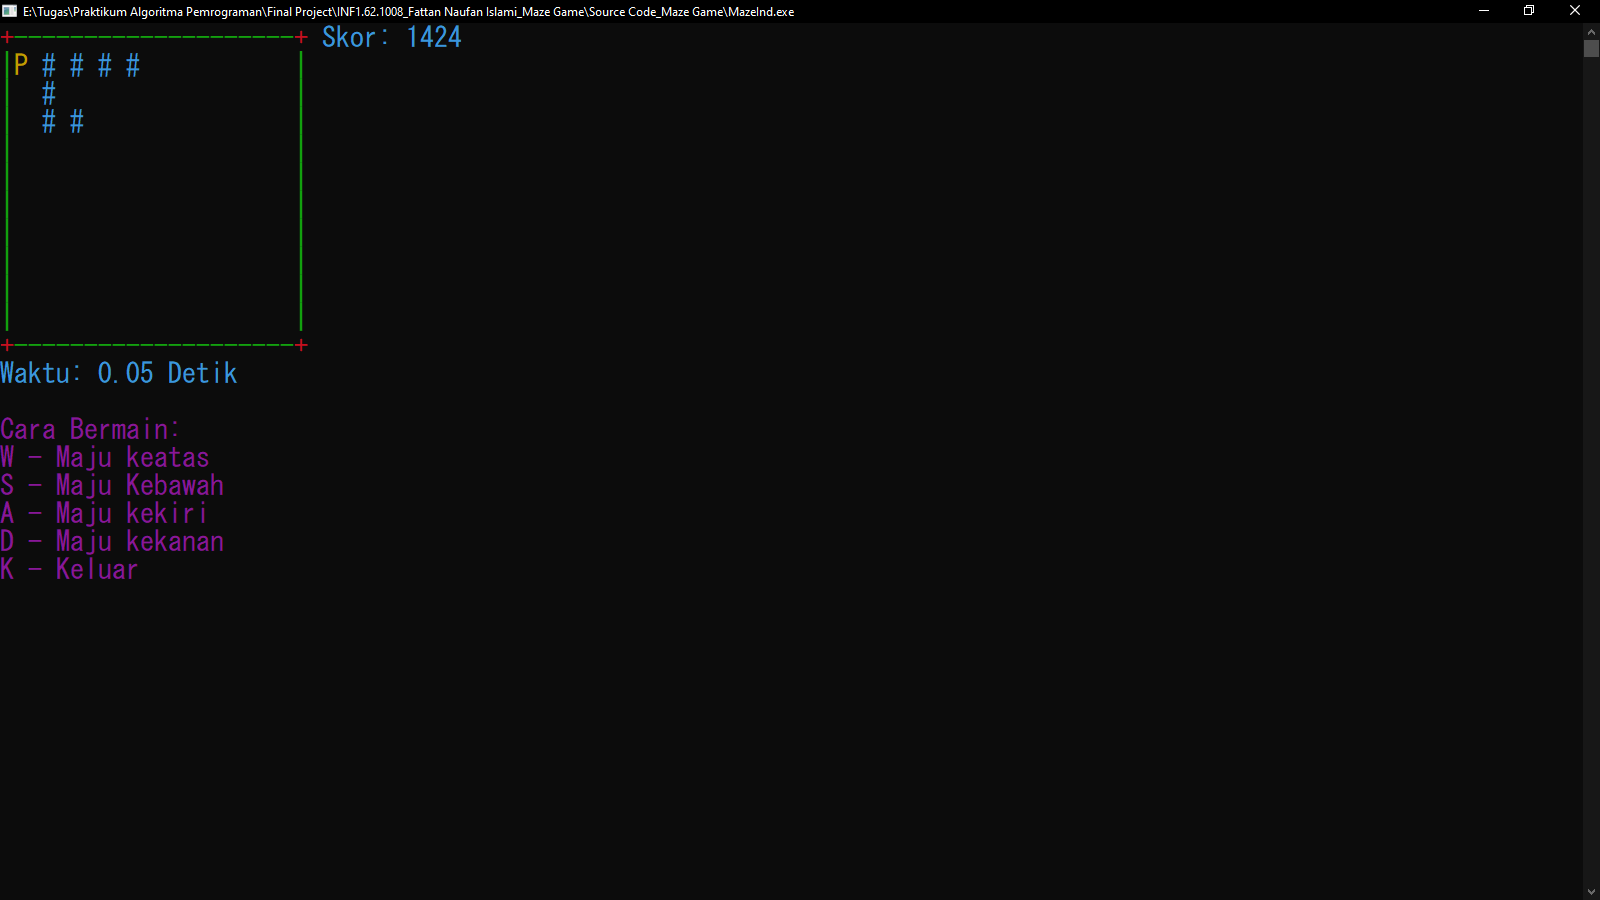 E:\Tugas\Praktikum Algoritma Pemrograman\Final Project\INF1.62.1008_Fattan Naufan Islami_Maze Game\Source Code_Maze Game\MazeInd.exe
+--------------------+ Skor: 1424
|P # # # #           |
|  #                 |
|  # #               |
|                    |
|                    |
|                    |
|                    |
|                    |
|                    |
|                    |
+--------------------+
Waktu: 0.05 Detik
Cara Bermain:
W - Maju keatas
S - Maju Kebawah
A - Maju kekiri
D - Maju kekanan
K - Keluar